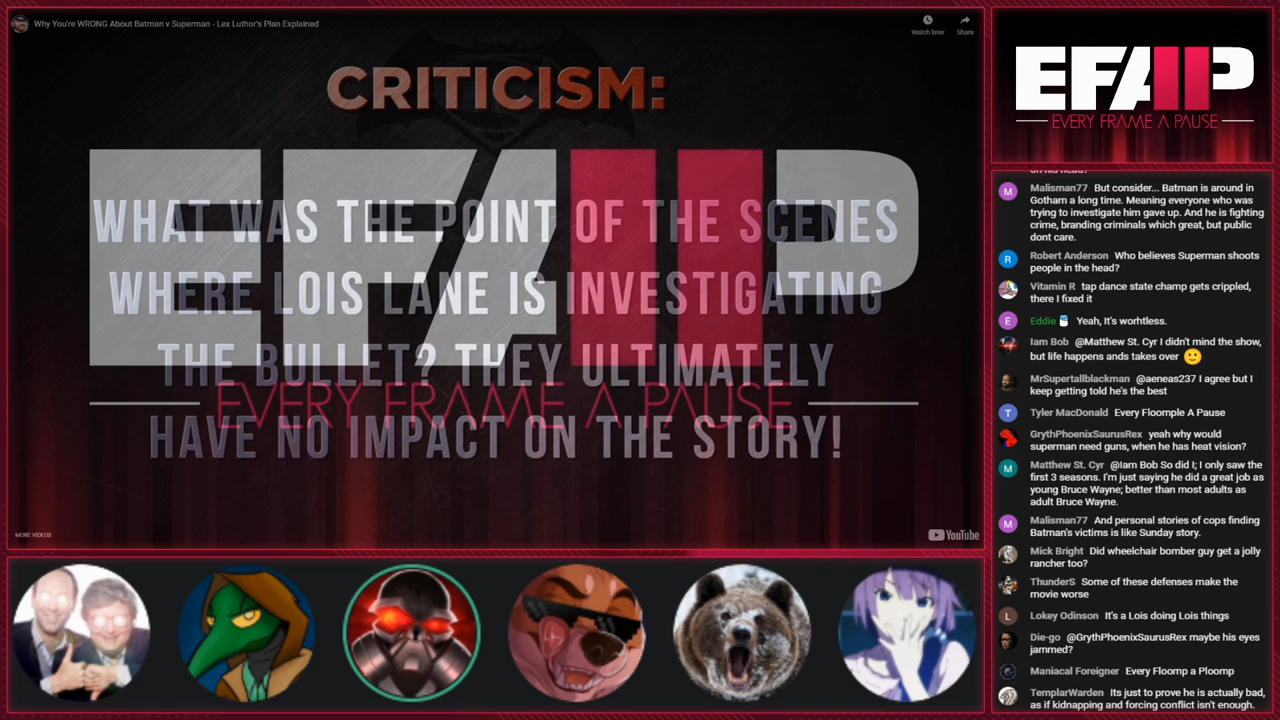 Why You're WRONG About Batman v Superman - Lex Luthor's Plan Explained
Watch later
Share
CRITICISM:
EFAP
WHAT WAS THE POINT OF THE SCENES
WHERE LOIS LANE IS INVESTIGATING
THE BULLET? THEY ULTIMATELY
HAVE NO IMPACT ON THE STORY!
EVERY FRAME A PAUSE
MORE VIDEOS
YouTube
EFAP
EVERY FRAME A PAUSE
on his head?
M
Malisman77 But consider... Batman is around in
Gotham a long time. Meaning everyone who was
trying to investigate him gave up. And he is fighting
crime, branding criminals which great, but public
dont care.
R
Robert Anderson Who believes Superman shoots
people in the head?
Vitamin R tap dance state champ gets crippled,
there I fixed it
E
Eddie Yeah, It's worhtless.
Iam Bob @Matthew St. Cyr I didn't mind the show,
but life happens ands takes over
MrSupertallblackman @aeneas237 I agree but I
keep getting told he's the best
T
Tyler MacDonald Every Floomple A Pause
GrythPhoenixSaurusRex yeah why would
superman need guns, when he has heat vision?
M
Matthew St. Cyr @Iam Bob So did I; I only saw the
first 3 seasons. I'm just saying he did a great job as
young Bruce Wayne; better than most adults as
adult Bruce Wayne.
M
Malisman77 And personal stories of cops finding
Batman's victims is like Sunday story.
Mick Bright Did wheelchair bomber guy get a jolly
rancher too?
ThunderS Some of these defenses make the
movie worse
L
Lokey Odinson It's a Lois doing Lois things
Die-go @GrythPhoenixSaurusRex maybe his eyes
jammed?
Maniacal Foreigner Every Floomp a Ploomp
TemplarWarden Its just to prove he is actually bad,
as if kidnapping and forcing conflict isn't enough.